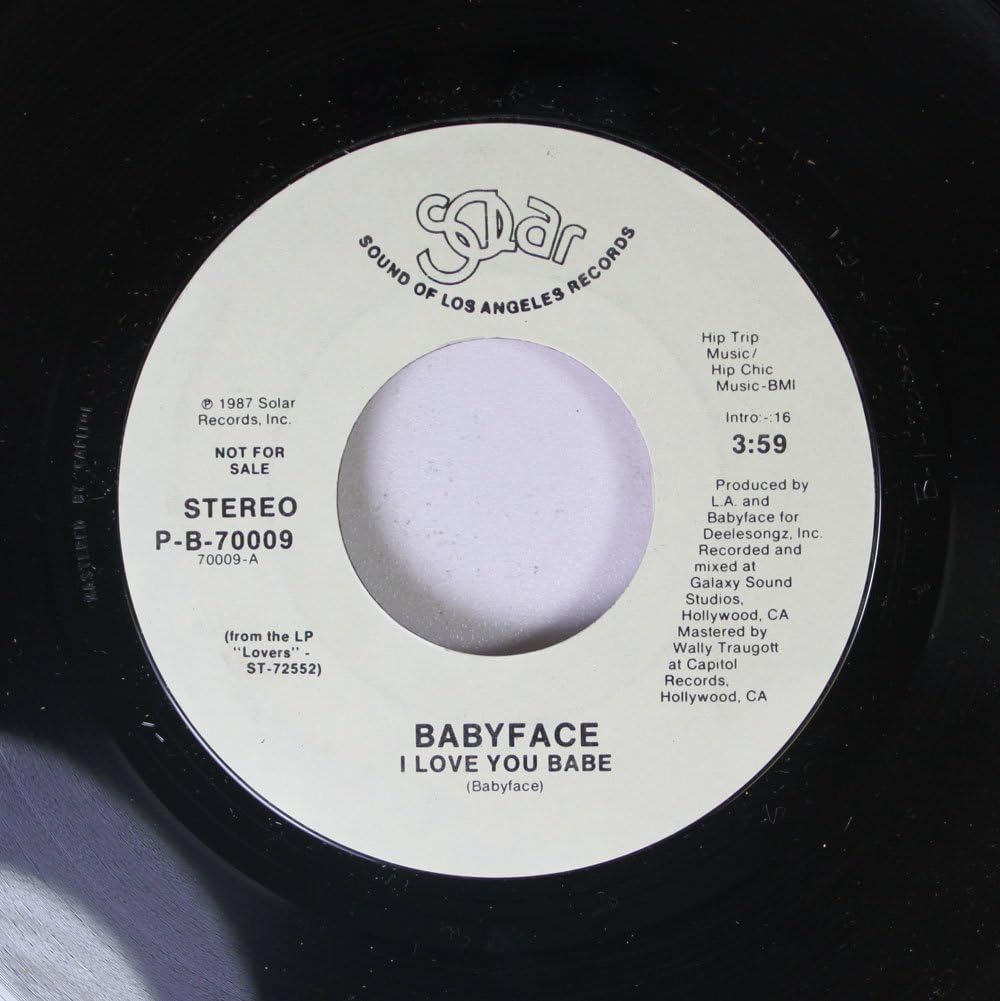 Solar
SOUND OF LOS ANGELES RECORDS
℗ 1987 Solar
Records, Inc.
NOT FOR
SALE
STEREO
P-B-70009
70009-A
(from the LP
"Lovers" -
ST-72552)
Hip Trip
Music/
Hip Chic
Music-BMI
Intro:-:16
3:59
Produced by
L.A. and
Babyface for
Deelesongz, Inc.
Recorded and
mixed at
Galaxy Sound
Studios,
Hollywood, CA
Mastered by
Wally Traugott
at Capitol
Records,
Hollywood, CA
BABYFACE
I LOVE YOU BABE
(Babyface)
MASTERED BY CAPITOL